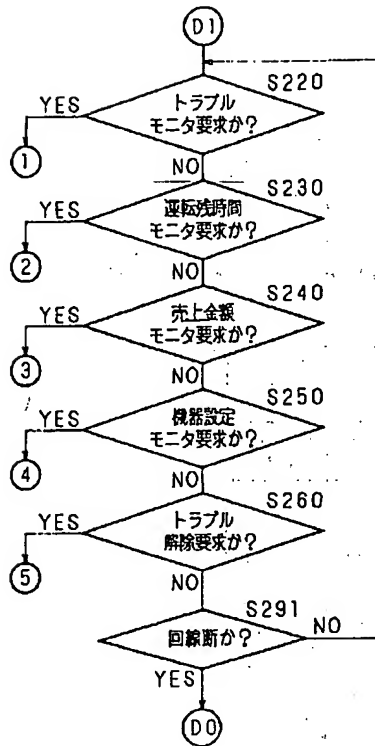 D1
S220
YES
トラブル
モニタ要求か?
①
NO
S230
YES
運転残時間
モニタ要求か?
②
NO
S240
YES
売上金額
モニタ要求か?
③
NO
S250
YES
機器設定
モニタ要求か?
④
NO
S260
YES
トラブル
解除要求か?
⑤
NO
S291
回線断か?
NO
YES
D0